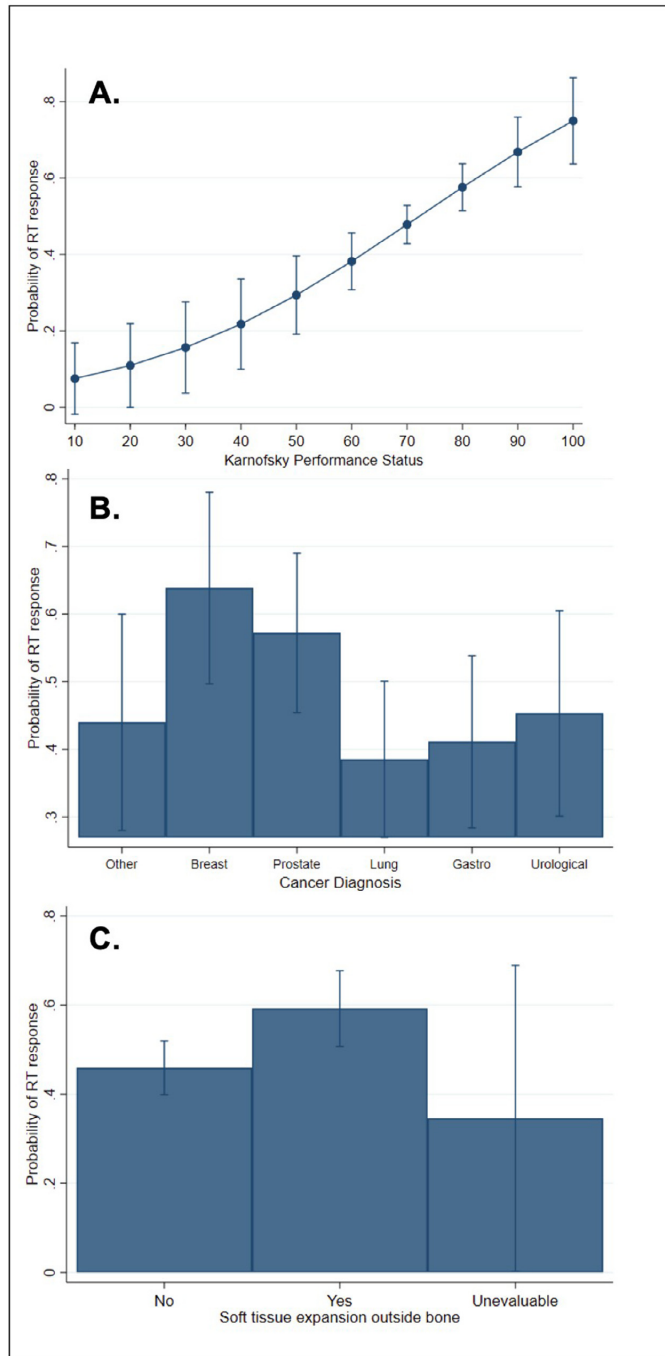 A.
Probability of RT response
.8
.6
.4
.2
0
10 20 30 40 50 60 70 80 90 100
Karnofsky Performance Status
B.
Probability of RT response
.8
.7
.6
.5
.4
.3
Other Breast Prostate Lung Gastro Urological
Cancer Diagnosis
C.
Probability of RT response
.8
.6
.4
.2
0
No Yes Unevaluable
Soft tissue expansion outside bone